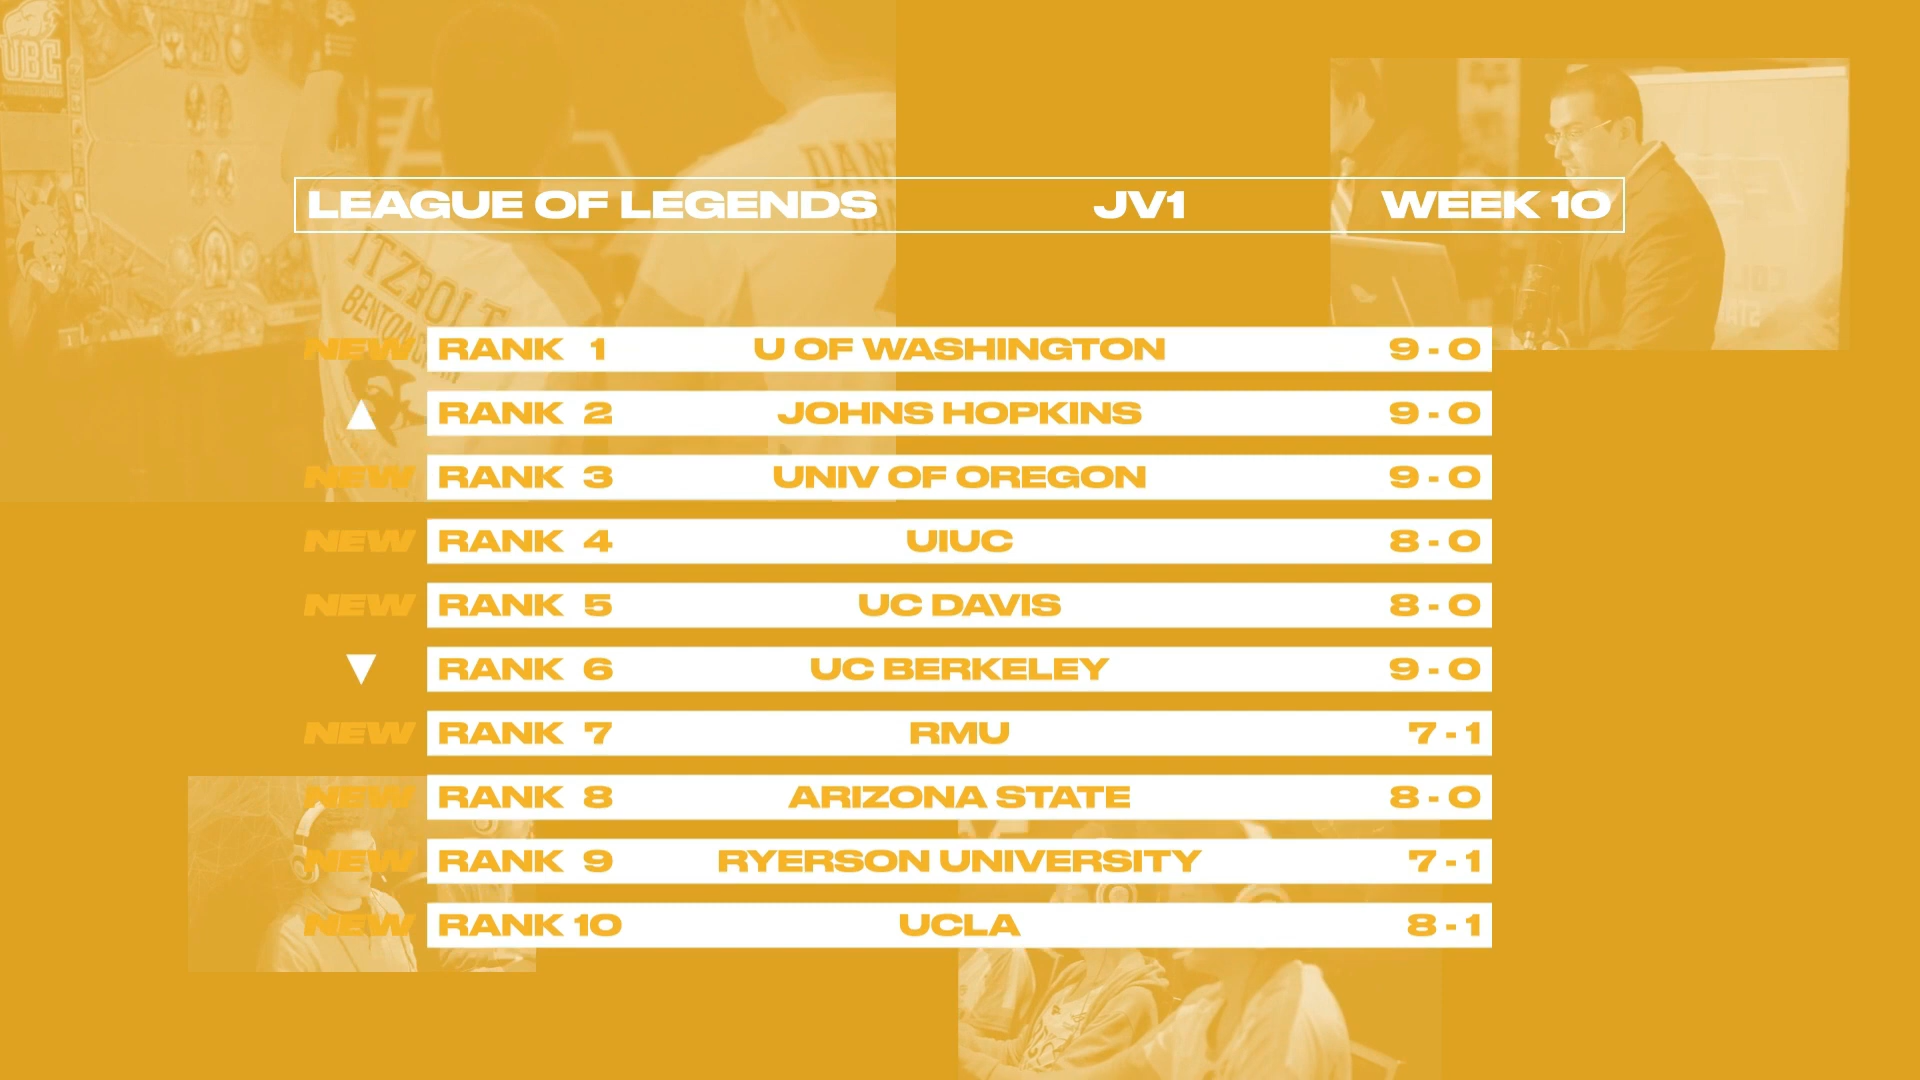 UBC
DAN
ITZBOLT
LEAGUE OF LEGENDS JV1 WEEK 10
NEW RANK 1 U OF WASHINGTON 9 - 0
▲ RANK 2 JOHNS HOPKINS 9 - 0
NEW RANK 3 UNIV OF OREGON 9 - 0
NEW RANK 4 UIUC 8 - 0
NEW RANK 5 UC DAVIS 8 - 0
▼ RANK 6 UC BERKELEY 9 - 0
NEW RANK 7 RMU 7 - 1
NEW RANK 8 ARIZONA STATE 8 - 0
NEW RANK 9 RYERSON UNIVERSITY 7 - 1
NEW RANK 10 UCLA 8 - 1